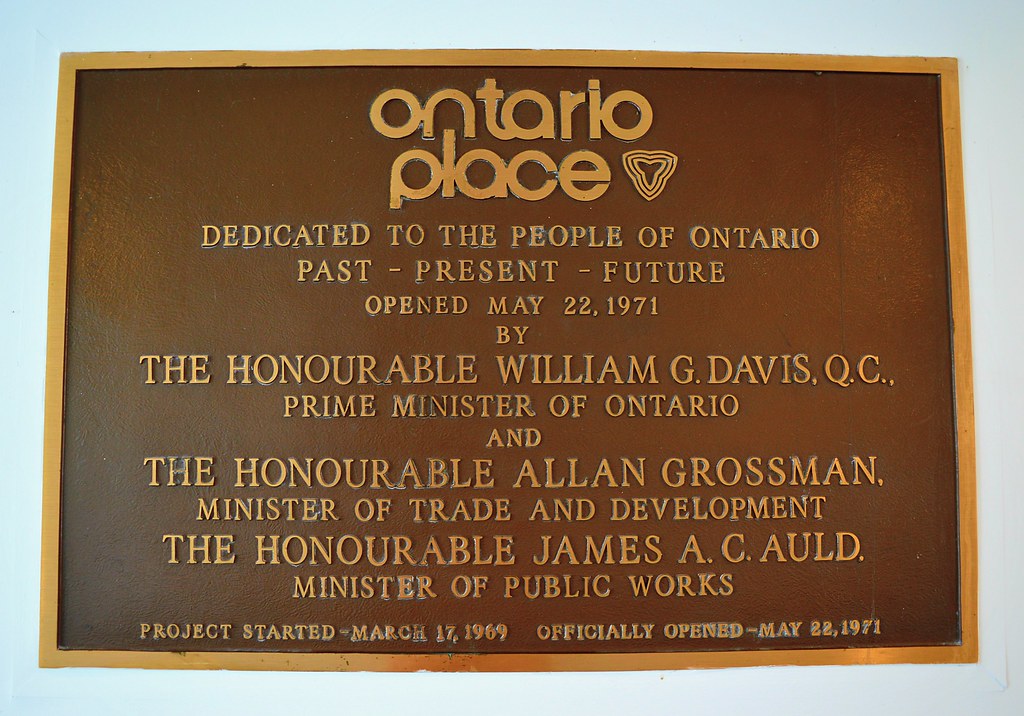 ontario
place
DEDICATED TO THE PEOPLE OF ONTARIO
PAST - PRESENT - FUTURE
OPENED MAY 22, 1971
BY
THE HONOURABLE WILLIAM G. DAVIS, Q.C.,
PRIME MINISTER OF ONTARIO
AND
THE HONOURABLE ALLAN GROSSMAN,
MINISTER OF TRADE AND DEVELOPMENT
THE HONOURABLE JAMES A. C. AULD,
MINISTER OF PUBLIC WORKS
PROJECT STARTED-MARCH 17, 1969 OFFICIALLY OPENED-MAY 22, 1971